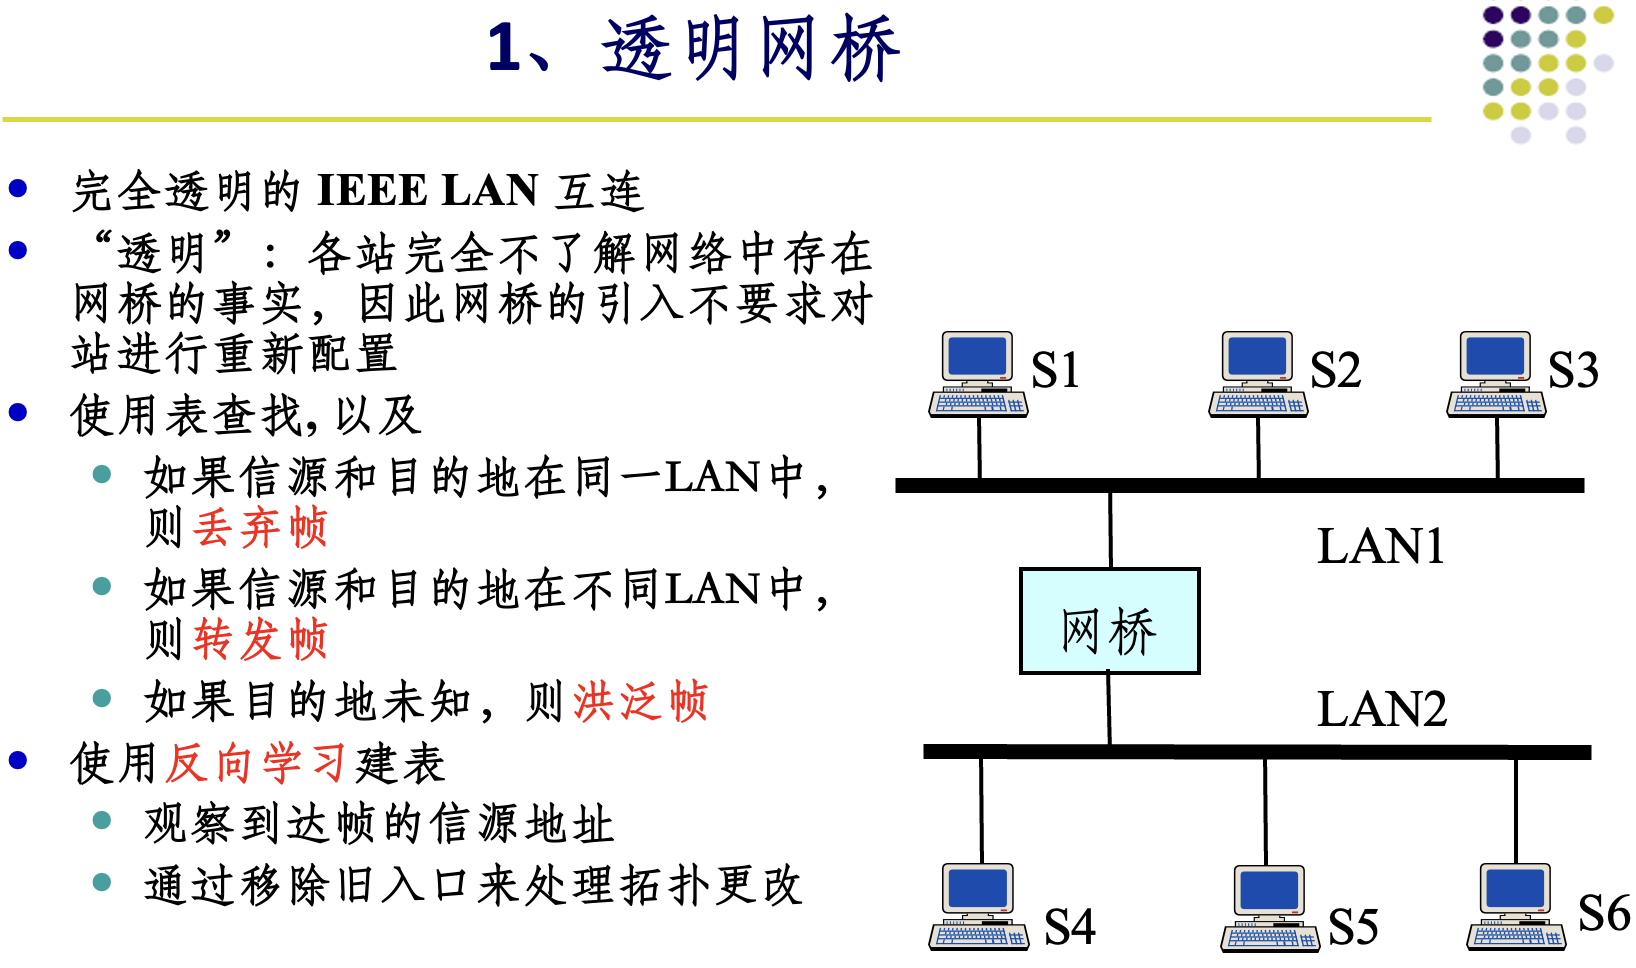 1、透明网桥
完全透明的 IEEE LAN 互连
“透明”：各站完全不了解网络中存在
网桥的事实，因此网桥的引入不要求对
站进行重新配置
使用表查找, 以及
如果信源和目的地在同一LAN中，
则丢弃帧
如果信源和目的地在不同LAN中，
则转发帧
如果目的地未知，则洪泛帧
使用反向学习建表
观察到达帧的信源地址
通过移除旧入口来处理拓扑更改
S1
S2
S3
LAN1
网桥
LAN2
S4
S5
S6